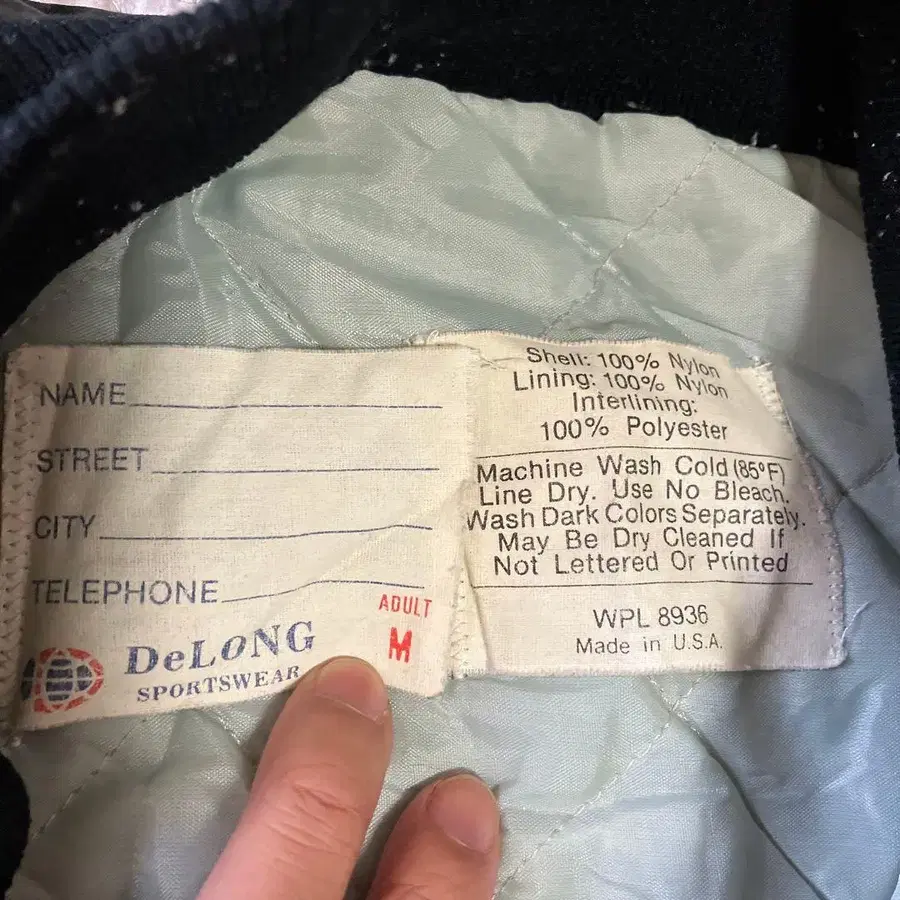 NAME
STREET
CITY
TELEPHONE
ADULT
M
DeLONG
SPORTSWEAR
Shell: 100% Nylon
Lining: 100% Nylon
Interlining:
100% Polyester
Machine Wash Cold (85°F)
Line Dry. Use No Bleach.
Wash Dark Colors Separately.
May Be Dry Cleaned If
Not Lettered Or Printed
WPL 8936
Made in U.S.A.